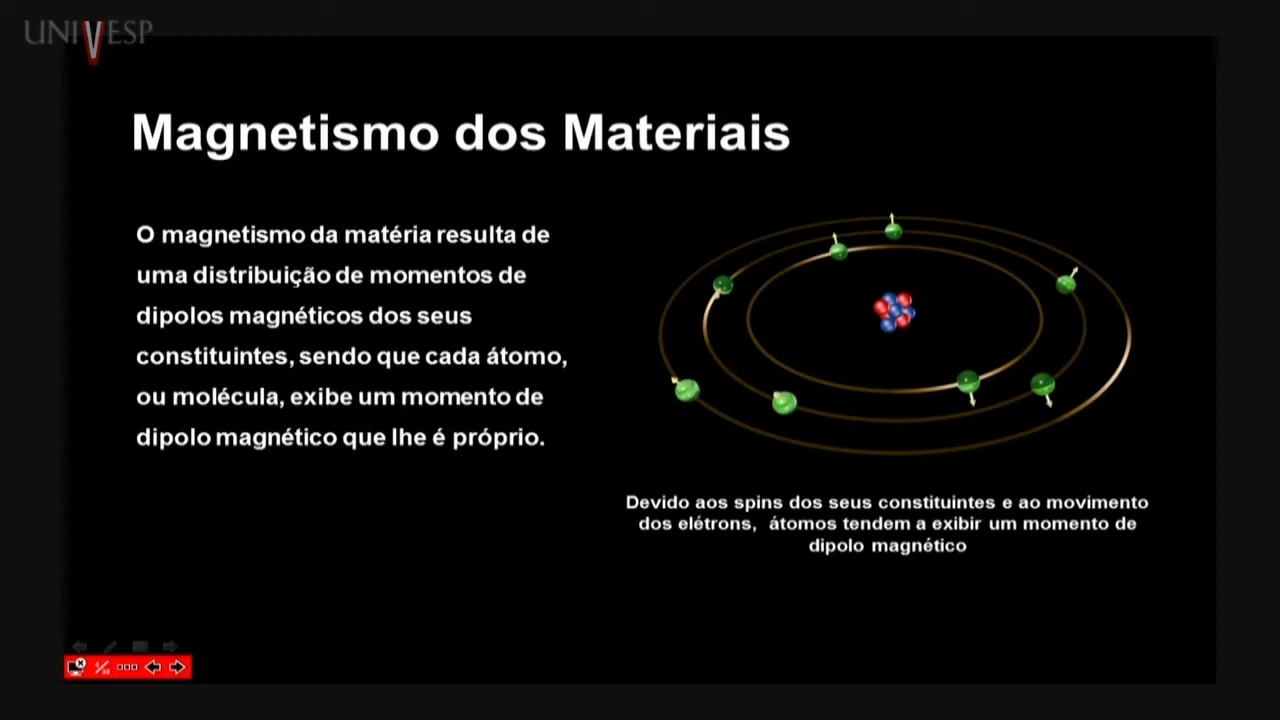 UNIVESP
Magnetismo dos Materiais
O magnetismo da matéria resulta de
uma distribuição de momentos de
dipolos magnéticos dos seus
constituintes, sendo que cada átomo,
ou molécula, exibe um momento de
dipolo magnético que lhe é próprio.
Devido aos spins dos seus constituintes e ao movimento
dos elétrons, átomos tendem a exibir um momento de
dipolo magnético